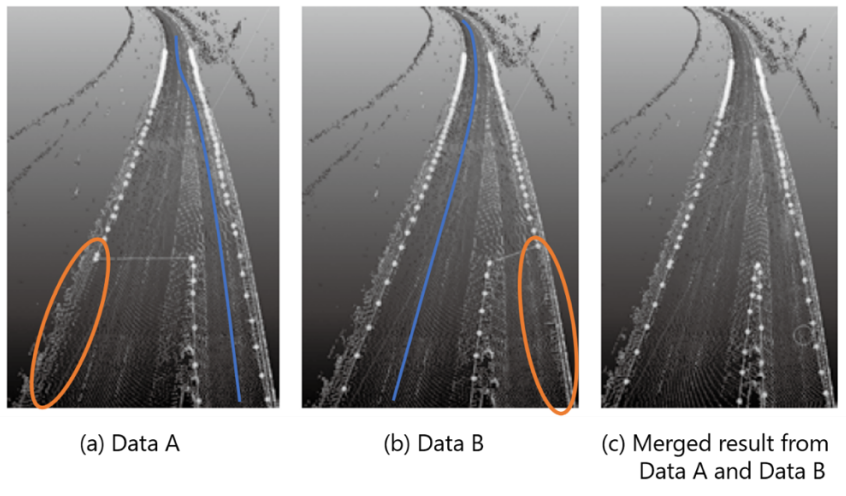 (a) Data A
(b) Data B
(c) Merged result from
Data A and Data B